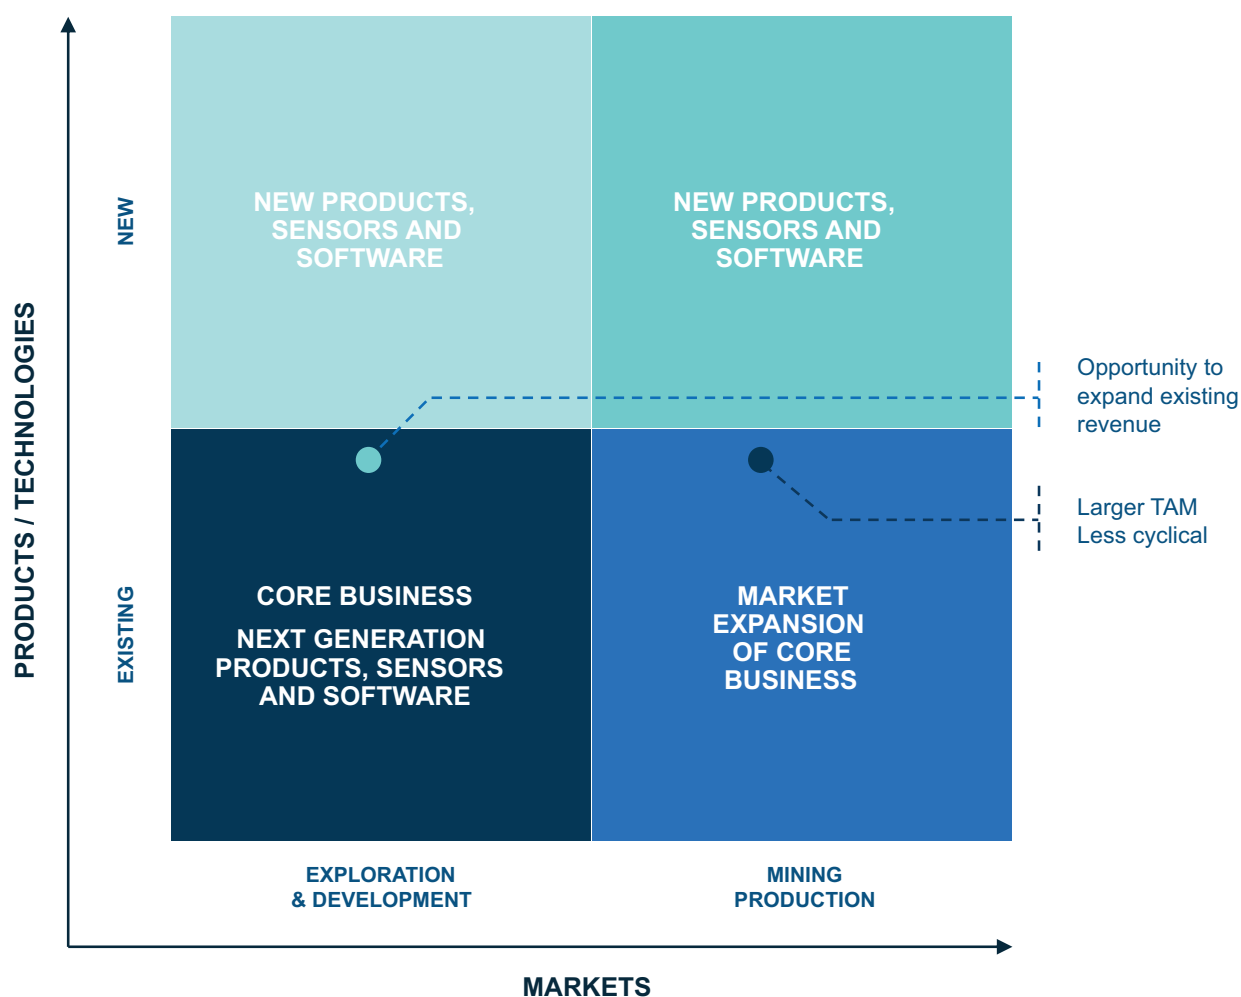 PRODUCTS / TECHNOLOGIES
NEW
EXISTING
NEW PRODUCTS,
SENSORS AND
SOFTWARE
NEW PRODUCTS,
SENSORS AND
SOFTWARE
Opportunity to
expand existing
revenue
Larger TAM
Less cyclical
CORE BUSINESS
NEXT GENERATION
PRODUCTS, SENSORS
AND SOFTWARE
MARKET
EXPANSION
OF CORE
BUSINESS
EXPLORATION
& DEVELOPMENT
MINING
PRODUCTION
MARKETS